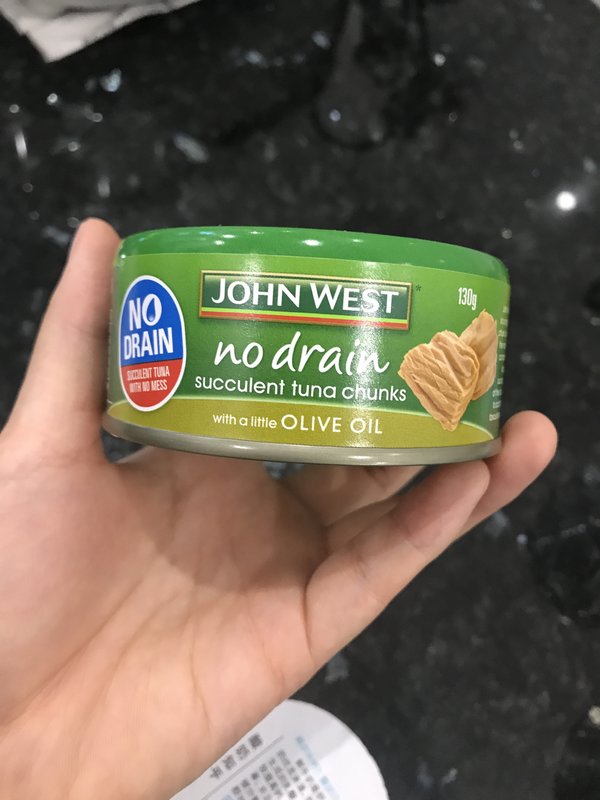 JOHN WEST*
130g
NO
DRAIN
SUCCULENT TUNA
WITH NO MESS
no drain
succulent tuna chunks
with a little OLIVE OIL